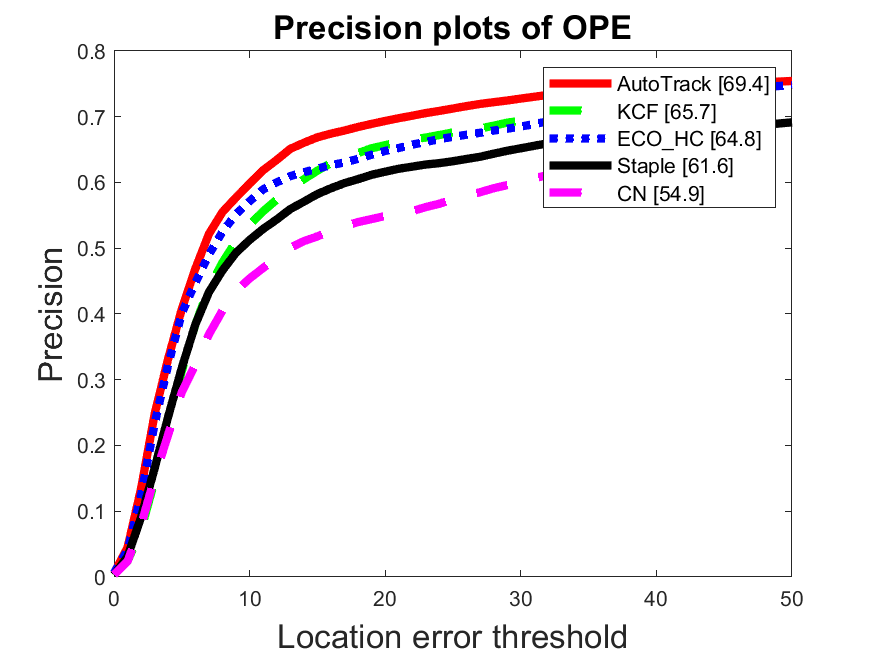 Precision plots of OPE
AutoTrack [69.4]
KCF [65.7]
ECO_HC [64.8]
Staple [61.6]
CN [54.9]
Precision
0.8
0.7
0.6
0.5
0.4
0.3
0.2
0.1
0
0 10 20 30 40 50
Location error threshold